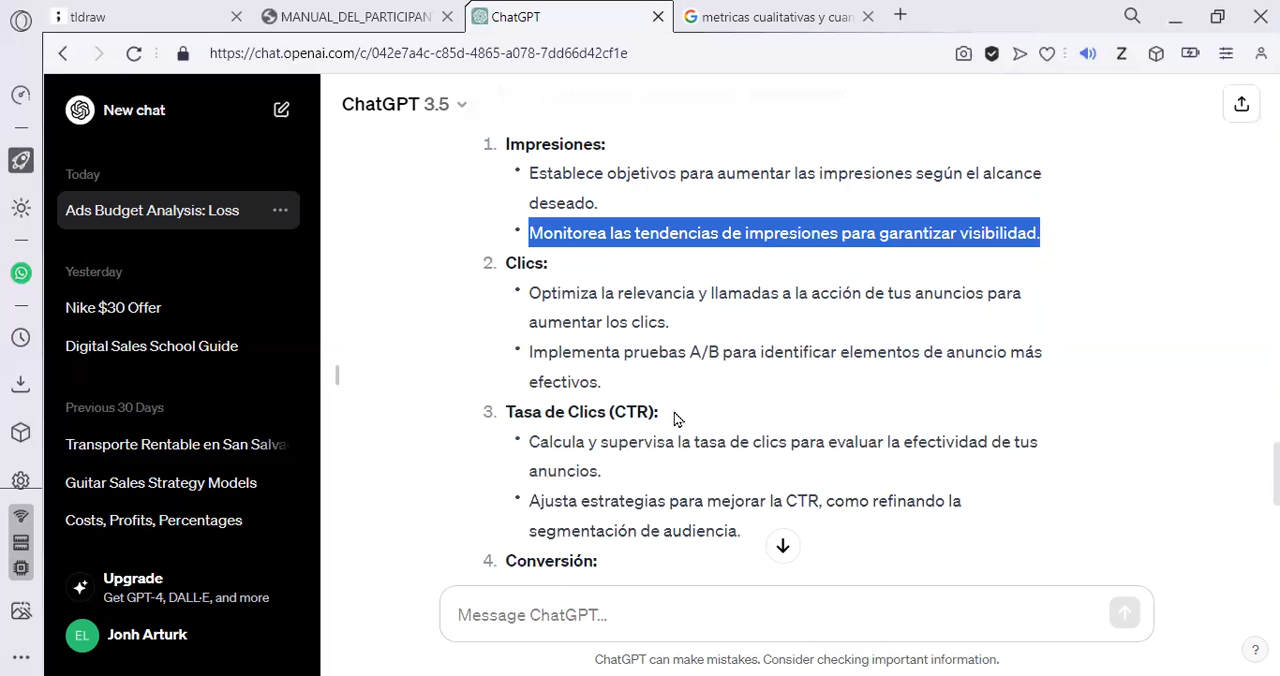 tldraw
MANUAL_DEL_PARTICIPAN
ChatGPT
metricas cualitativas y cuan
https://chat.openai.com/c/042e7a4c-c85d-4865-a078-7dd66d42cf1e
Z
New chat
Today
Ads Budget Analysis: Loss
Yesterday
Nike $30 Offer
Digital Sales School Guide
Previous 30 Days
Transporte Rentable en San Salva
Guitar Sales Strategy Models
Costs, Profits, Percentages
Upgrade
Get GPT-4, DALL·E, and more
EL
Jonh Arturk
ChatGPT 3.5
1. Impresiones:
• Establece objetivos para aumentar las impresiones según el alcance
deseado.
• Monitorea las tendencias de impresiones para garantizar visibilidad.
2. Clics:
• Optimiza la relevancia y llamadas a la acción de tus anuncios para
aumentar los clics.
• Implementa pruebas A/B para identificar elementos de anuncio más
efectivos.
3. Tasa de Clics (CTR):
• Calcula y supervisa la tasa de clics para evaluar la efectividad de tus
anuncios.
• Ajusta estrategias para mejorar la CTR, como refinando la
segmentación de audiencia.
4. Conversión:
Message ChatGPT...
ChatGPT can make mistakes. Consider checking important information.
?